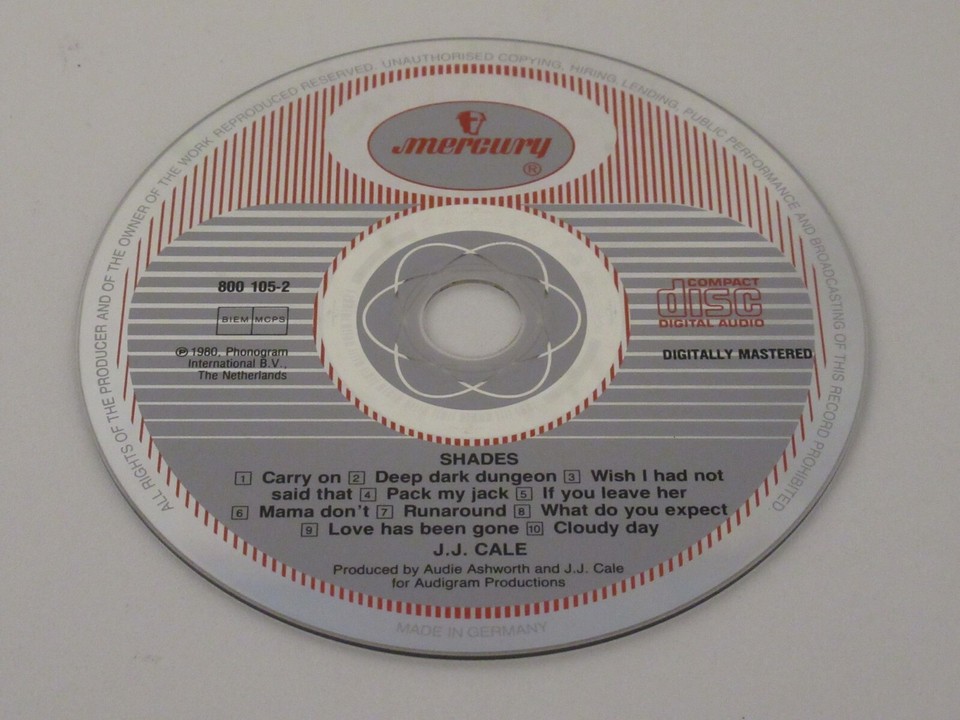 ALL RIGHTS OF THE PRODUCER AND OF THE OWNER OF THE WORK REPRODUCED RESERVED. UNAUTHORISED COPYING, HIRING, LENDING, PUBLIC PERFORMANCE AND BROADCASTING OF THIS RECORD PROHIBITED
mercury
®
800 105-2
BIEM MCPS
℗ 1980, Phonogram
International B.V.,
The Netherlands
COMPACT
disc
DIGITAL AUDIO
DIGITALLY MASTERED
SHADES
1 Carry on 2 Deep dark dungeon 3 Wish I had not
said that 4 Pack my jack 5 If you leave her
6 Mama don't 7 Runaround 8 What do you expect
9 Love has been gone 10 Cloudy day
J.J. CALE
Produced by Audie Ashworth and J.J. Cale
for Audigram Productions
MADE IN GERMANY